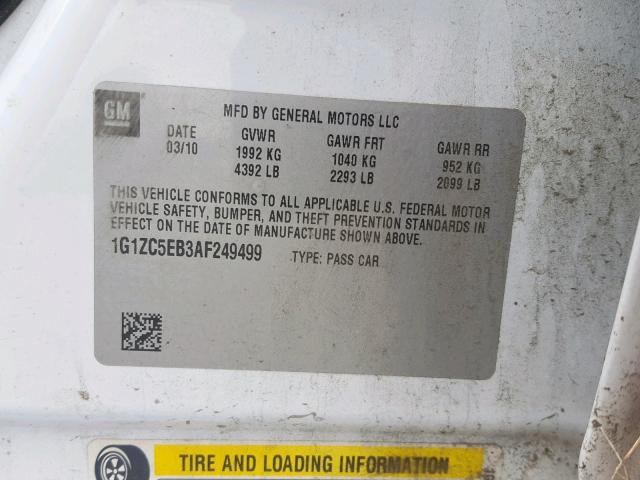 GM
MFD BY GENERAL MOTORS LLC
DATE GVWR GAWR FRT GAWR RR
03/10 1992 KG 1040 KG 952 KG
4392 LB 2293 LB 2099 LB
THIS VEHICLE CONFORMS TO ALL APPLICABLE U.S. FEDERAL MOTOR
VEHICLE SAFETY, BUMPER, AND THEFT PREVENTION STANDARDS IN
EFFECT ON THE DATE OF MANUFACTURE SHOWN ABOVE.
1G1ZC5EB3AF249499 TYPE: PASS CAR
TIRE AND LOADING INFORMATION